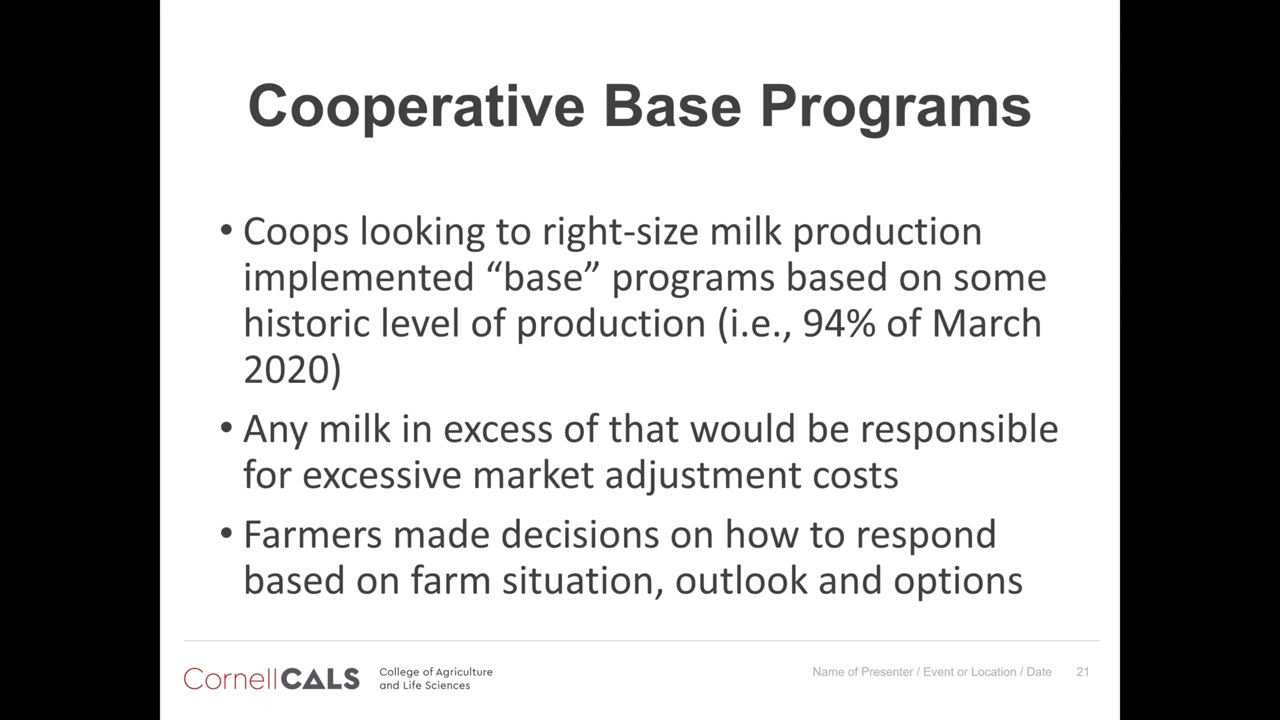 Cooperative Base Programs
• Coops looking to right-size milk production
implemented “base” programs based on some
historic level of production (i.e., 94% of March
2020)
• Any milk in excess of that would be responsible
for excessive market adjustment costs
• Farmers made decisions on how to respond
based on farm situation, outlook and options
CornellCALS
College of Agriculture
and Life Sciences
Name of Presenter / Event or Location / Date 21